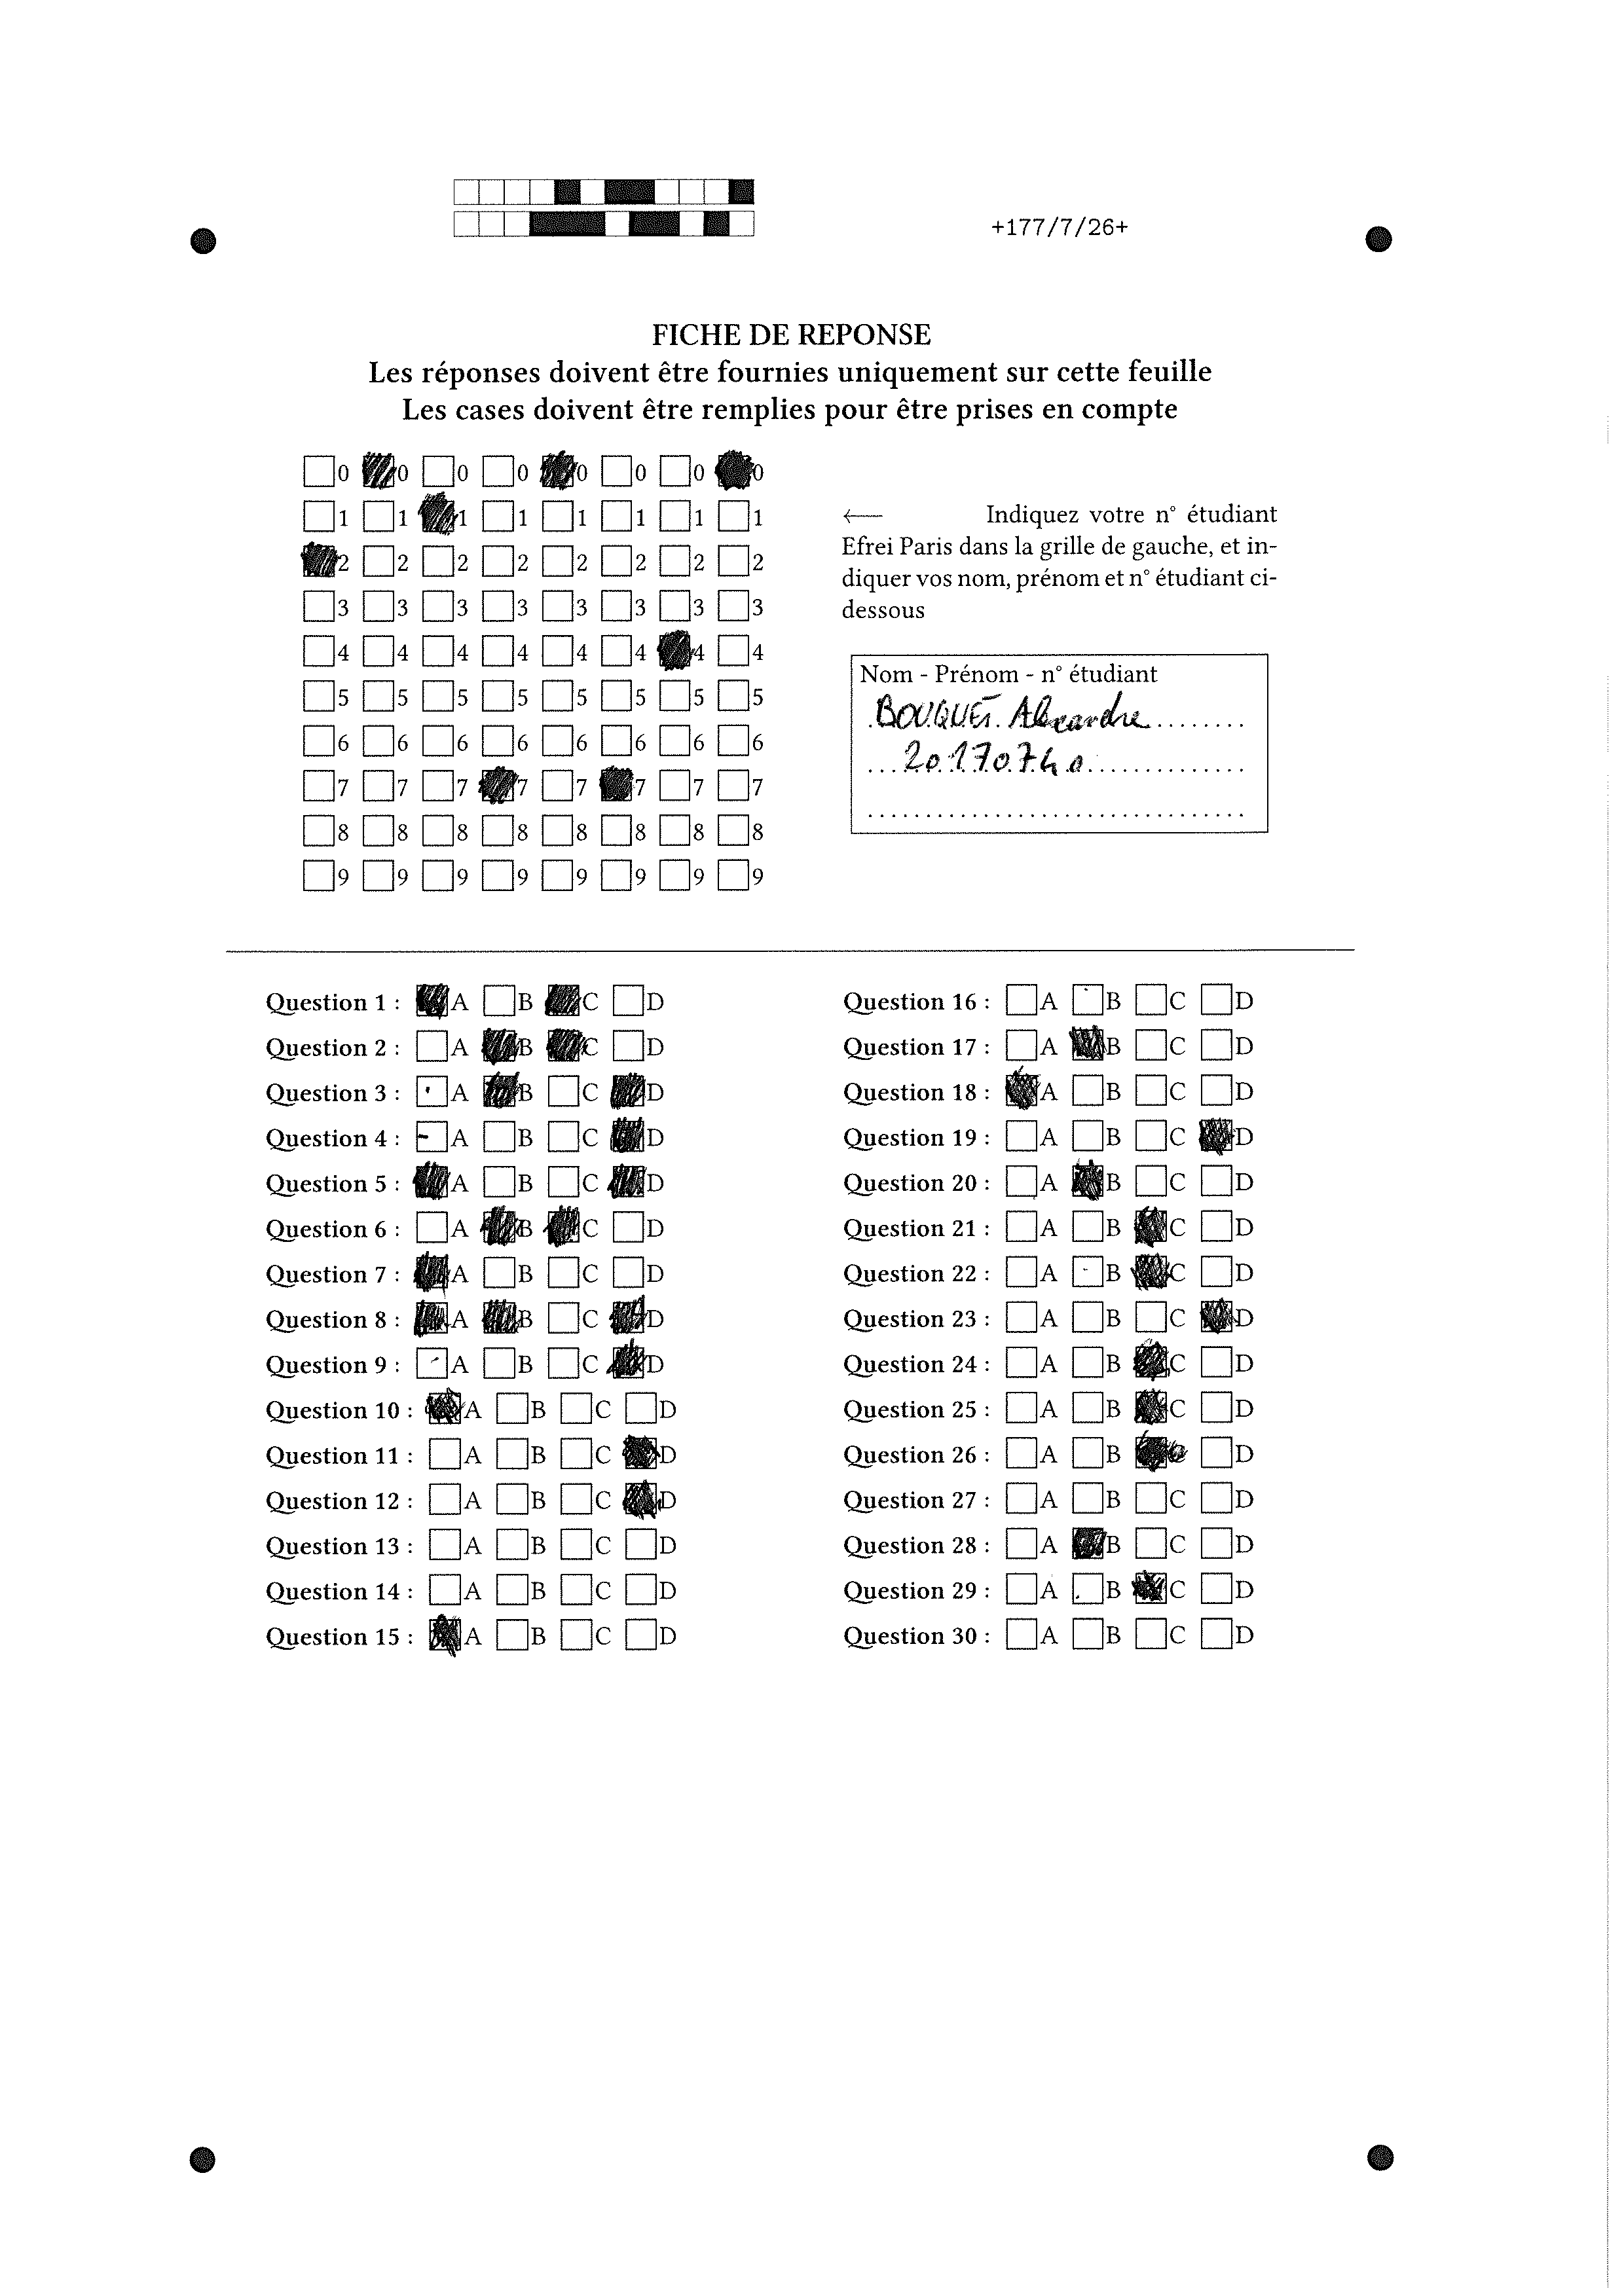 +177/7/26+
FICHE DE REPONSE
Les réponses doivent être fournies uniquement sur cette feuille
Les cases doivent être remplies pour être prises en compte
0 0 0 0 0 0 0 0
1 1 1 1 1 1 1 1
2 2 2 2 2 2 2 2
3 3 3 3 3 3 3 3
4 4 4 4 4 4 4 4
5 5 5 5 5 5 5 5
6 6 6 6 6 6 6 6
7 7 7 7 7 7 7 7
8 8 8 8 8 8 8 8
9 9 9 9 9 9 9 9
← Indiquez votre n° étudiant
Efrei Paris dans la grille de gauche, et in-
diquer vos nom, prénom et n° étudiant ci-
dessous
Nom - Prénom - n° étudiant
BOUQUET Alexandre
20170740
Question 1 : A B C D
Question 2 : A B C D
Question 3 : A B C D
Question 4 : A B C D
Question 5 : A B C D
Question 6 : A B C D
Question 7 : A B C D
Question 8 : A B C D
Question 9 : A B C D
Question 10 : A B C D
Question 11 : A B C D
Question 12 : A B C D
Question 13 : A B C D
Question 14 : A B C D
Question 15 : A B C D
Question 16 : A B C D
Question 17 : A B C D
Question 18 : A B C D
Question 19 : A B C D
Question 20 : A B C D
Question 21 : A B C D
Question 22 : A B C D
Question 23 : A B C D
Question 24 : A B C D
Question 25 : A B C D
Question 26 : A B C D
Question 27 : A B C D
Question 28 : A B C D
Question 29 : A B C D
Question 30 : A B C D